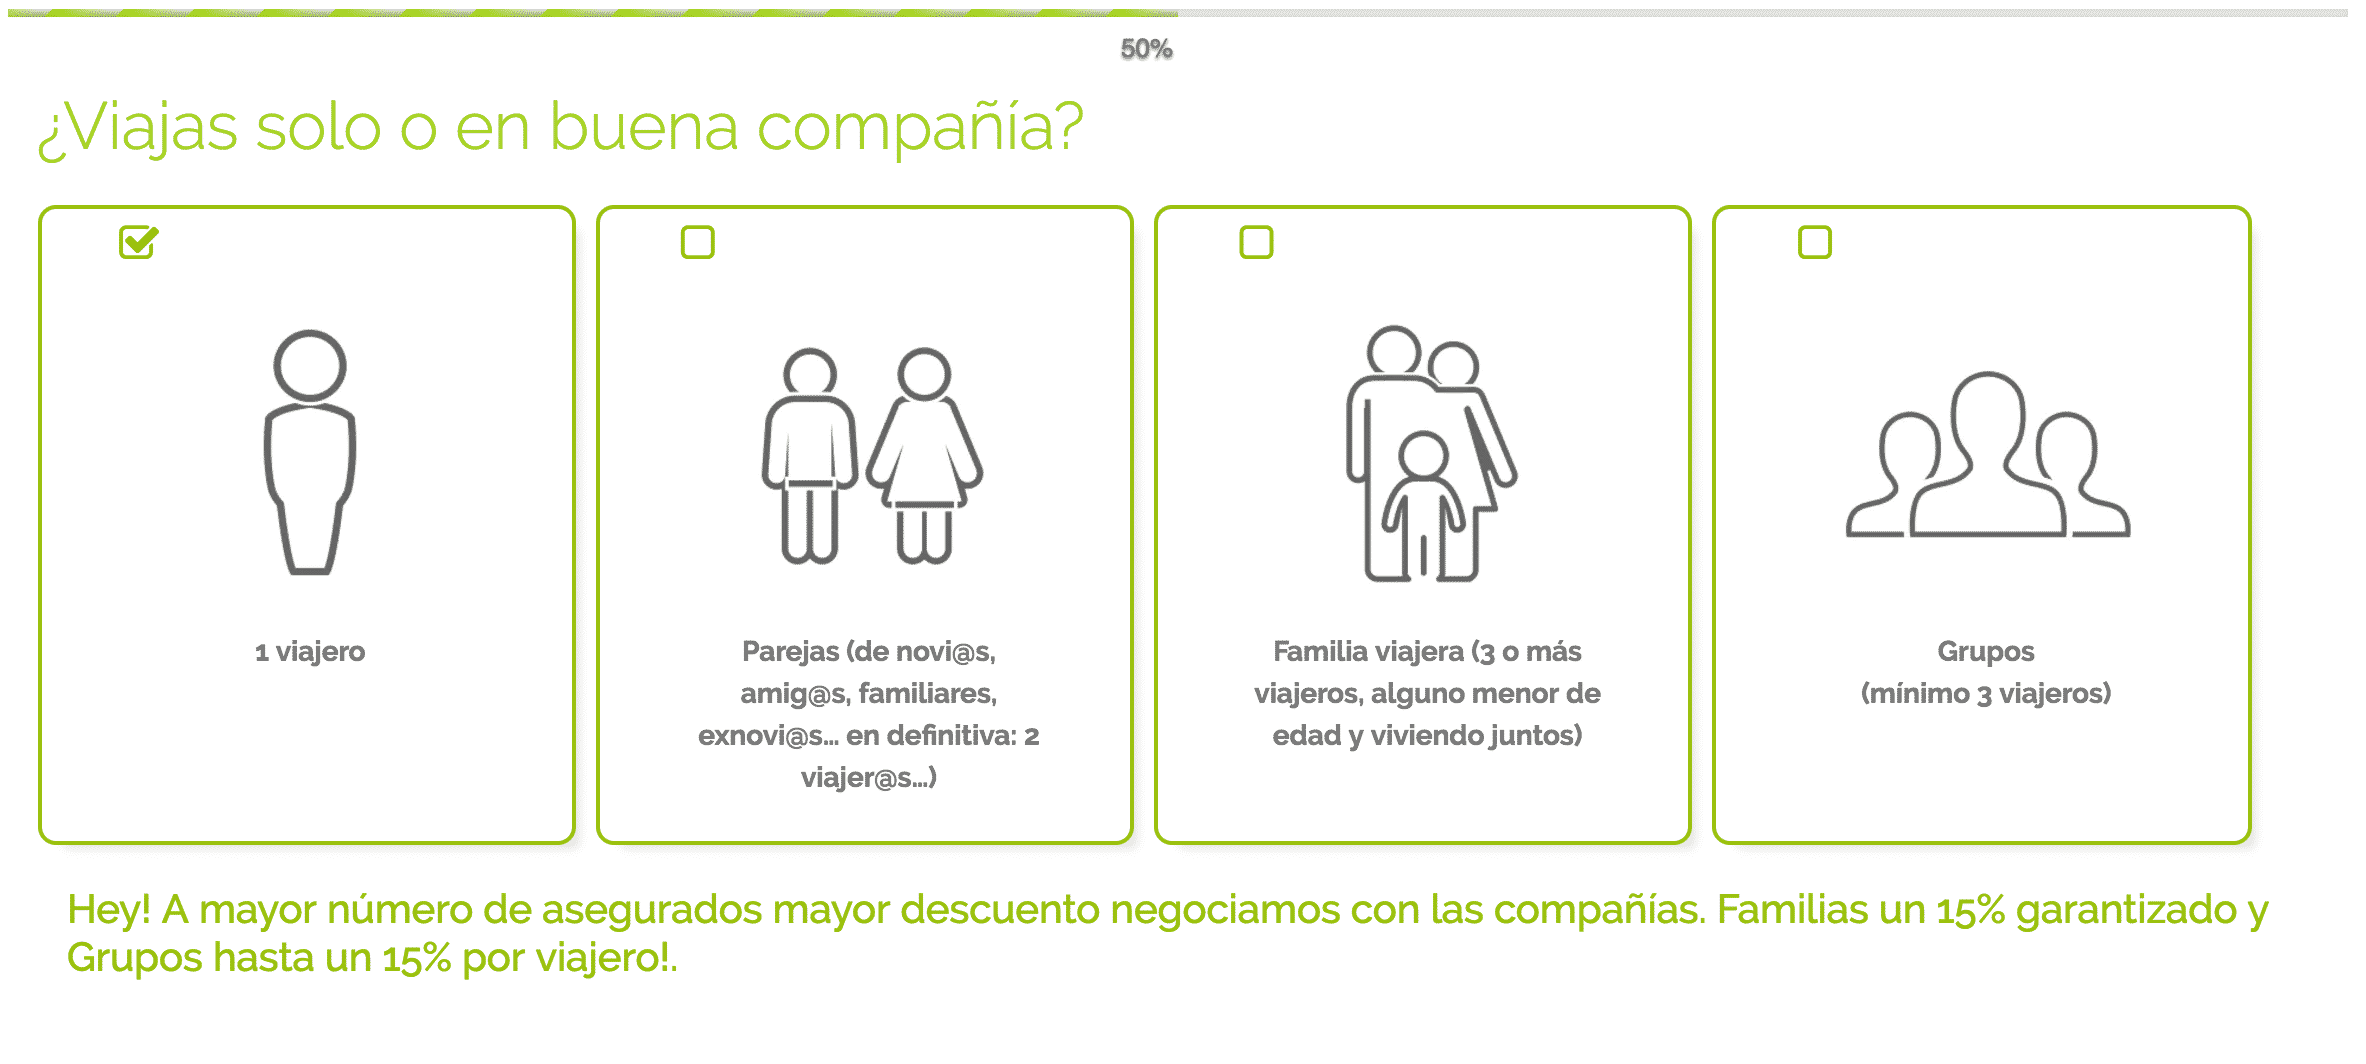 50%
¿Viajas solo o en buena compañía?
1 viajero
Parejas (de novi@s,
amig@s, familiares,
exnovi@s... en definitiva: 2
viajer@s...)
Familia viajera (3 o más
viajeros, alguno menor de
edad y viviendo juntos)
Grupos
(mínimo 3 viajeros)
Hey! A mayor número de asegurados mayor descuento negociamos con las compañías. Familias un 15% garantizado y
Grupos hasta un 15% por viajero!.